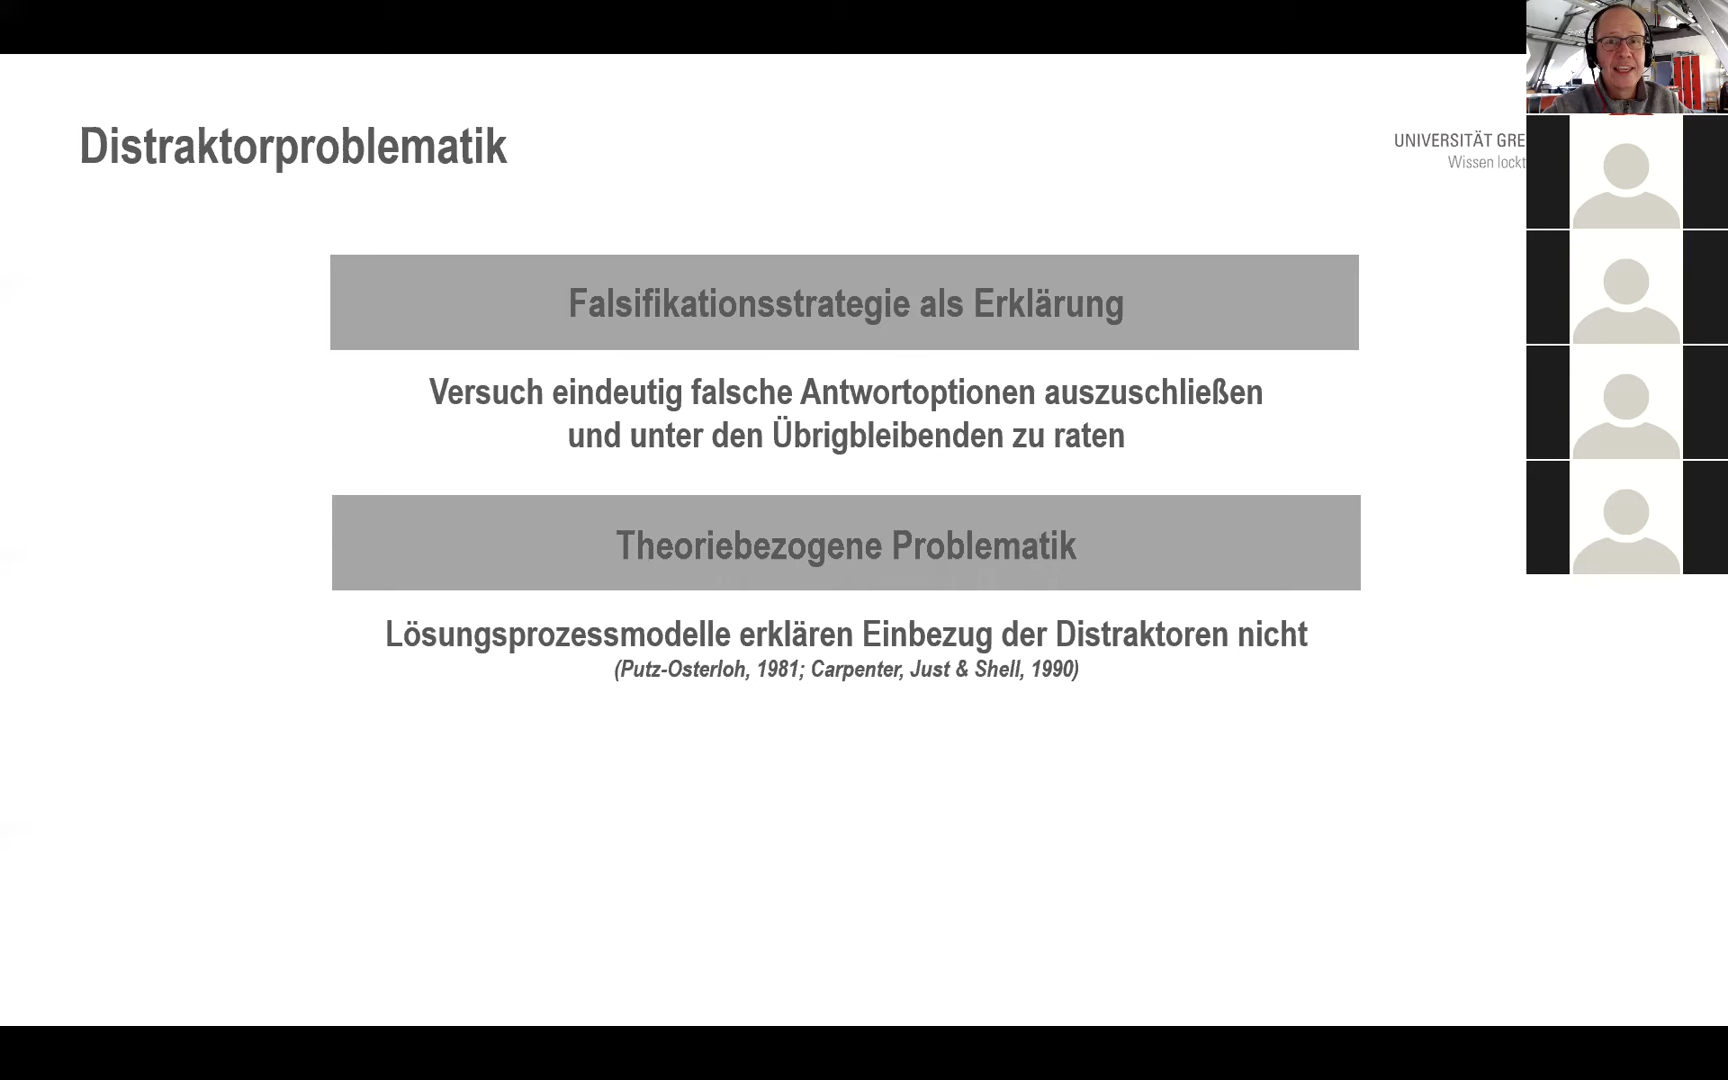 Distraktorproblematik
UNIVERSITÄT GRE
Wissen lockt
Falsifikationsstrategie als Erklärung
Versuch eindeutig falsche Antwortoptionen auszuschließen
und unter den Übrigbleibenden zu raten
Theoriebezogene Problematik
Lösungsprozessmodelle erklären Einbezug der Distraktoren nicht
(Putz-Osterloh, 1981; Carpenter, Just & Shell, 1990)